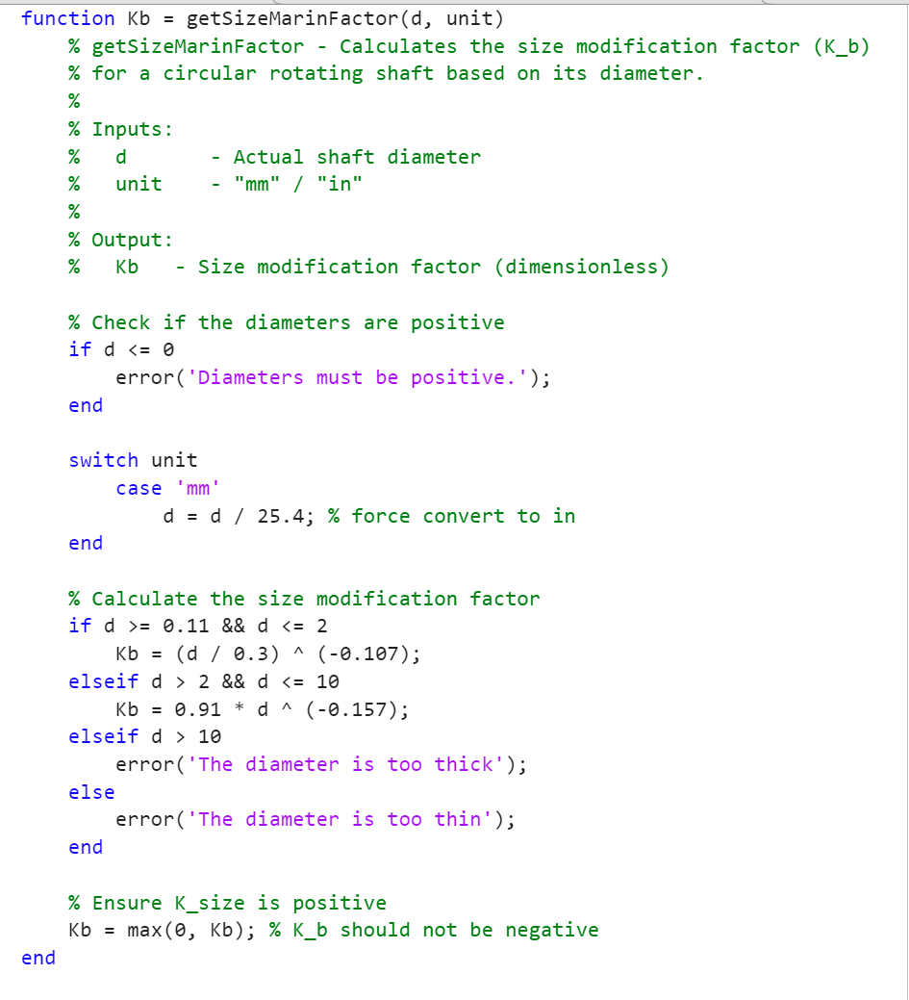 function Kb = getSizeMarinFactor(d, unit)
    % getSizeMarinFactor - Calculates the size modification factor (K_b)
    % for a circular rotating shaft based on its diameter.
    %
    % Inputs:
    %   d       - Actual shaft diameter
    %   unit    - "mm" / "in"
    %
    % Output:
    %   Kb   - Size modification factor (dimensionless)

    % Check if the diameters are positive
    if d <= 0
        error('Diameters must be positive.');
    end

    switch unit
        case 'mm'
            d = d / 25.4; % force convert to in
    end

    % Calculate the size modification factor
    if d >= 0.11 && d <= 2
        Kb = (d / 0.3) ^ (-0.107);
    elseif d > 2 && d <= 10
        Kb = 0.91 * d ^ (-0.157);
    elseif d > 10
        error('The diameter is too thick');
    else
        error('The diameter is too thin');
    end

    % Ensure K_size is positive
    Kb = max(0, Kb); % K_b should not be negative
end